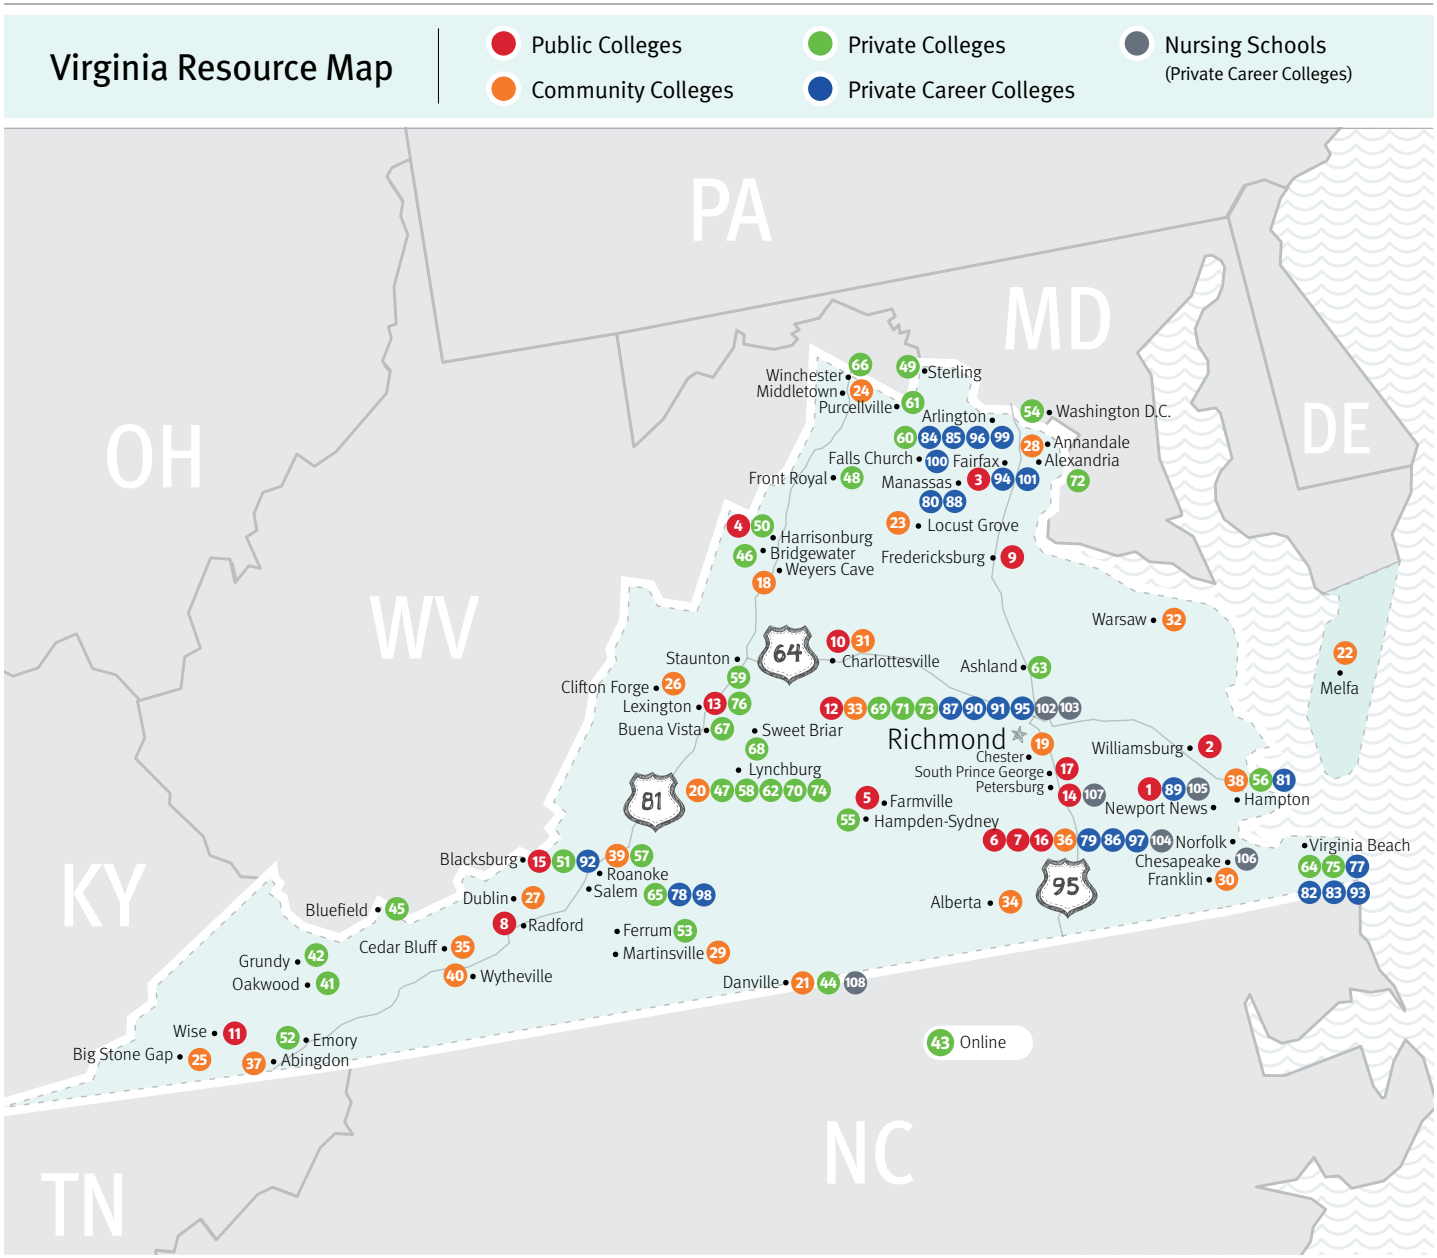 Virginia Resource Map
Public Colleges
Private Colleges
Nursing Schools
(Private Career Colleges)
Community Colleges
Private Career Colleges
PA
MD
DE
OH
WV
KY
TN
NC
66
49
Winchester
Sterling
Middletown
24
Purcellville
61
Arlington
54
Washington D.C.
60 84 85 96 99
28
Annandale
Falls Church
100
Fairfax
Alexandria
Front Royal
48
Manassas
3 94 101
72
80 88
23
Locust Grove
4 50
Harrisonburg
46
Bridgewater
Fredericksburg
9
Weyers Cave
18
Warsaw
32
64
10 31
Charlottesville
Staunton
59
Ashland
63
22
Melfa
Clifton Forge
26
Lexington
13 76
12 33 69 71 73 87 90 91 95 102 103
Buena Vista
67
Sweet Briar
68
Richmond
19
Chester
Williamsburg
2
Lynchburg
South Prince George
17
81
20 47 58 62 70 74
Petersburg
14 107
1 89 105
Newport News
38 56 81
Hampton
5
Farmville
55
Hampden-Sydney
6 7 16 36 79 86 97 104
Norfolk
Virginia Beach
64 75 77
82 83 93
Chesapeake
106
Franklin
30
95
Blacksburg
15 51 92
39 57
Roanoke
Salem
65 78 98
Dublin
27
Alberta
34
Bluefield
45
8
Radford
Ferrum
53
Cedar Bluff
35
Martinsville
29
Grundy
42
Oakwood
41
40
Wytheville
Danville
21 44 108
Wise
11
52
Emory
Big Stone Gap
25
37
Abingdon
43
Online